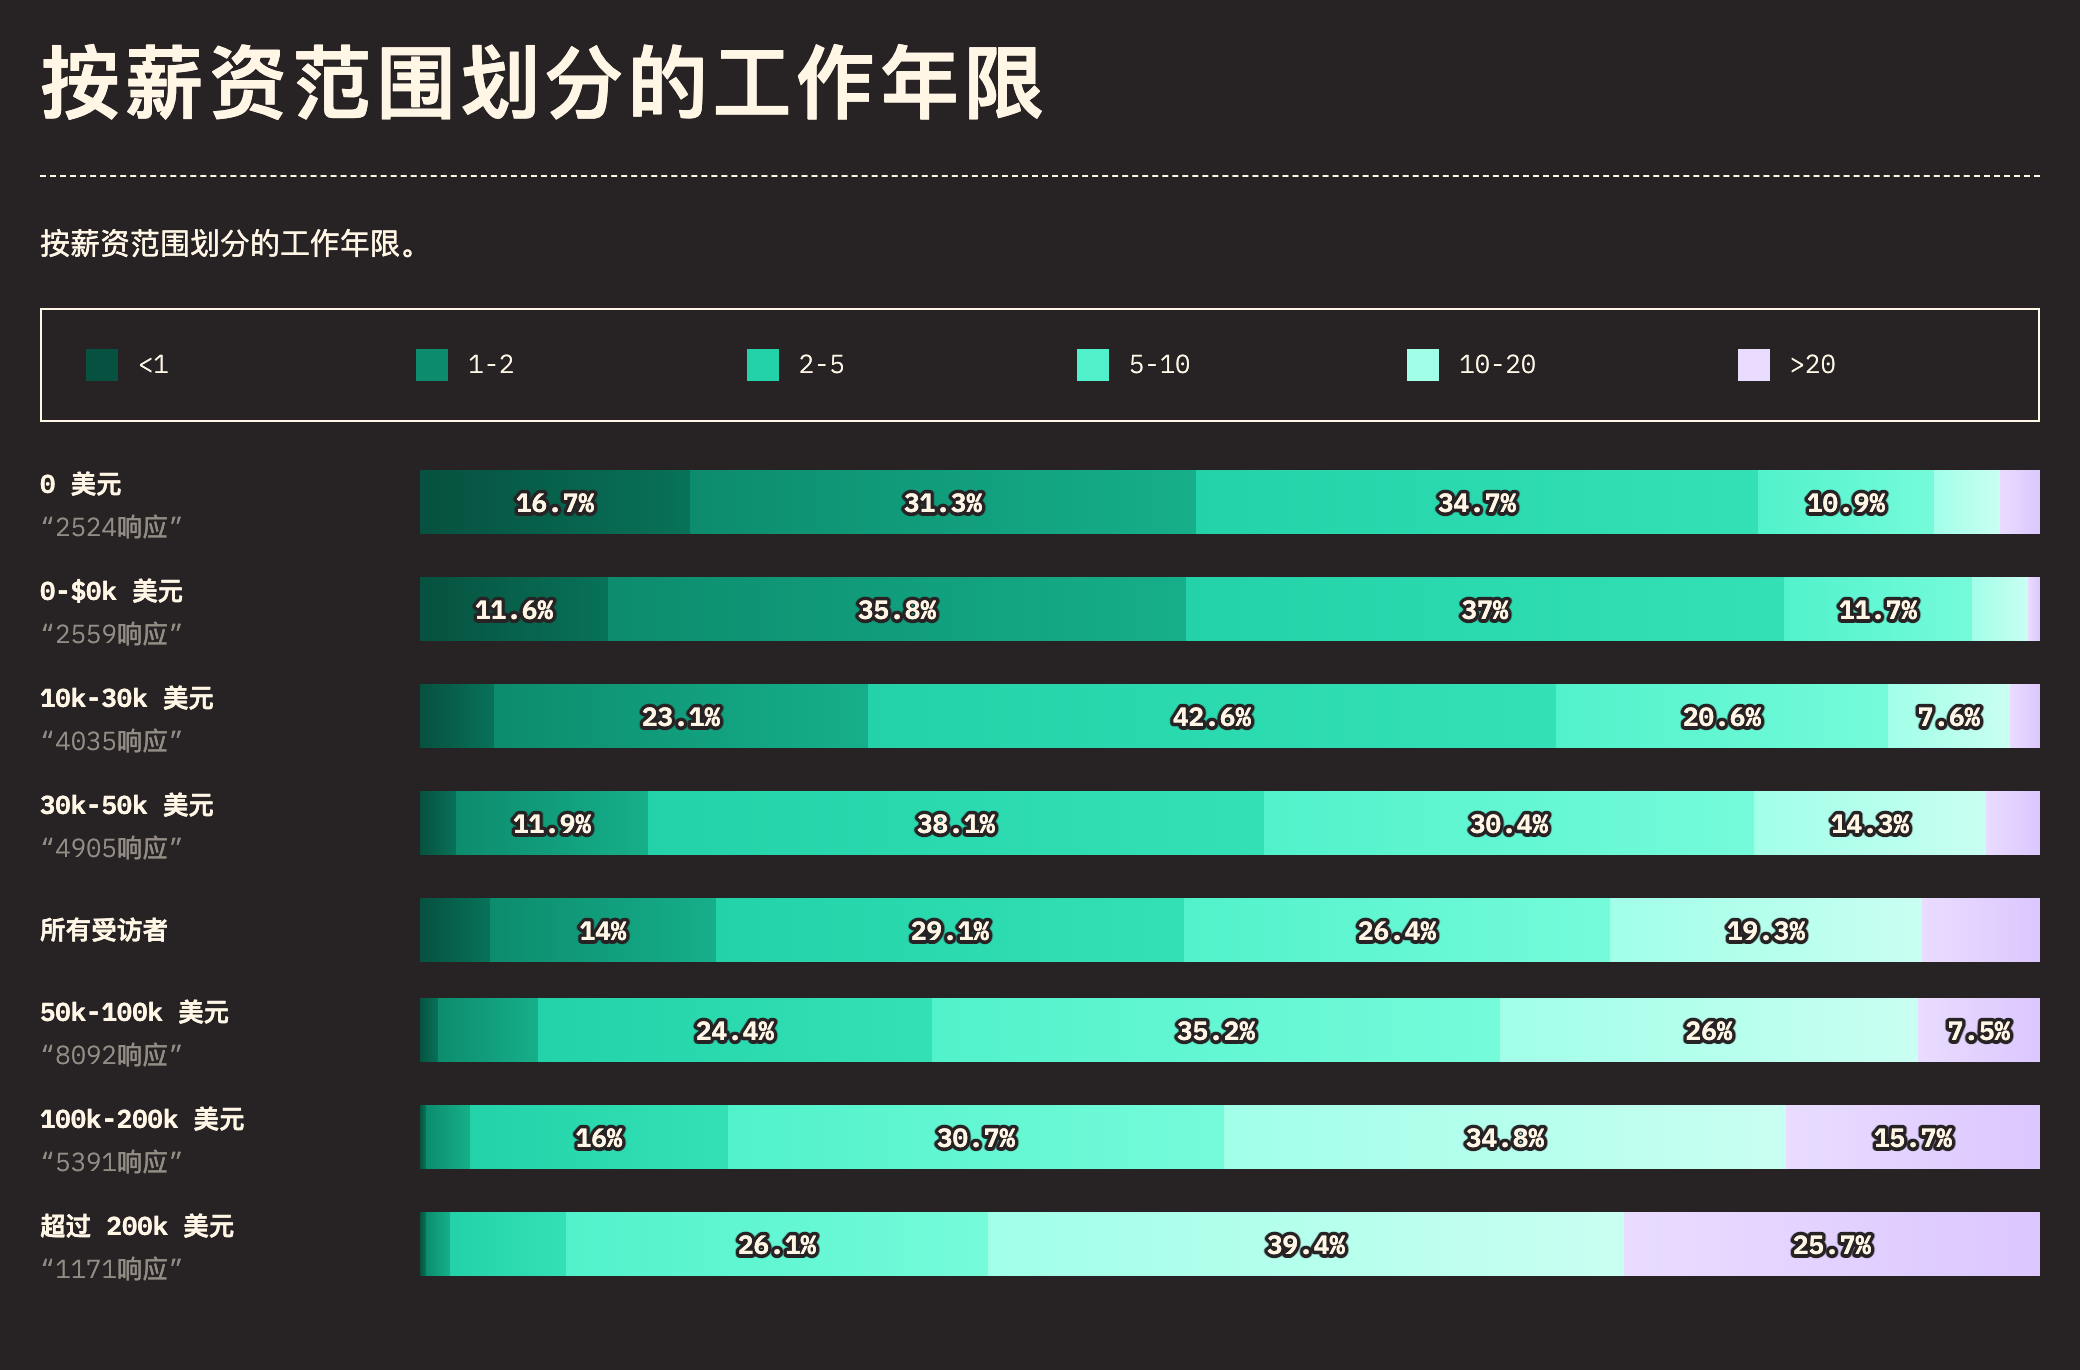 按薪资范围划分的工作年限
按薪资范围划分的工作年限。
<1 1-2 2-5 5-10 10-20 >20
0 美元
16.7% 31.3% 34.7% 10.9%
“2524响应”
0-$0k 美元
11.6% 35.8% 37% 11.7%
“2559响应”
10k-30k 美元
23.1% 42.6% 20.6% 7.6%
“4035响应”
30k-50k 美元
11.9% 38.1% 30.4% 14.3%
“4905响应”
所有受访者 14% 29.1% 26.4% 19.3%
50k-100k 美元
24.4% 35.2% 26% 7.5%
“8092响应”
100k-200k 美元
16% 30.7% 34.8% 15.7%
“5391响应”
超过 200k 美元
26.1% 39.4% 25.7%
“1171响应”